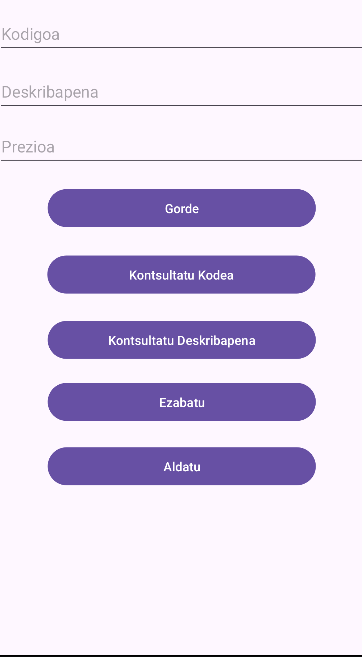 Kodigoa
Deskribapena
Prezioa
Gorde
Kontsultatu Kodea
Kontsultatu Deskribapena
Ezabatu
Aldatu